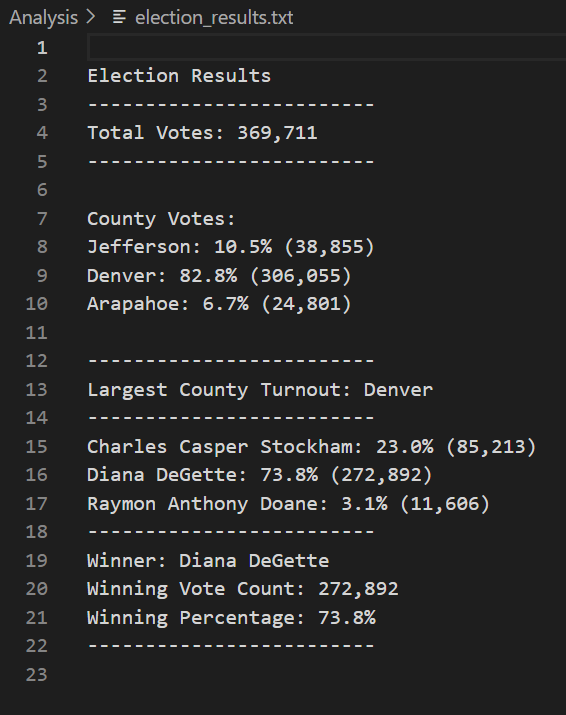 Analysis > election_results.txt
1
2 Election Results
3 -------------------------
4 Total Votes: 369,711
5 -------------------------
6
7 County Votes:
8 Jefferson: 10.5% (38,855)
9 Denver: 82.8% (306,055)
10 Arapahoe: 6.7% (24,801)
11
12 -------------------------
13 Largest County Turnout: Denver
14 -------------------------
15 Charles Casper Stockham: 23.0% (85,213)
16 Diana DeGette: 73.8% (272,892)
17 Raymon Anthony Doane: 3.1% (11,606)
18 -------------------------
19 Winner: Diana DeGette
20 Winning Vote Count: 272,892
21 Winning Percentage: 73.8%
22 -------------------------
23